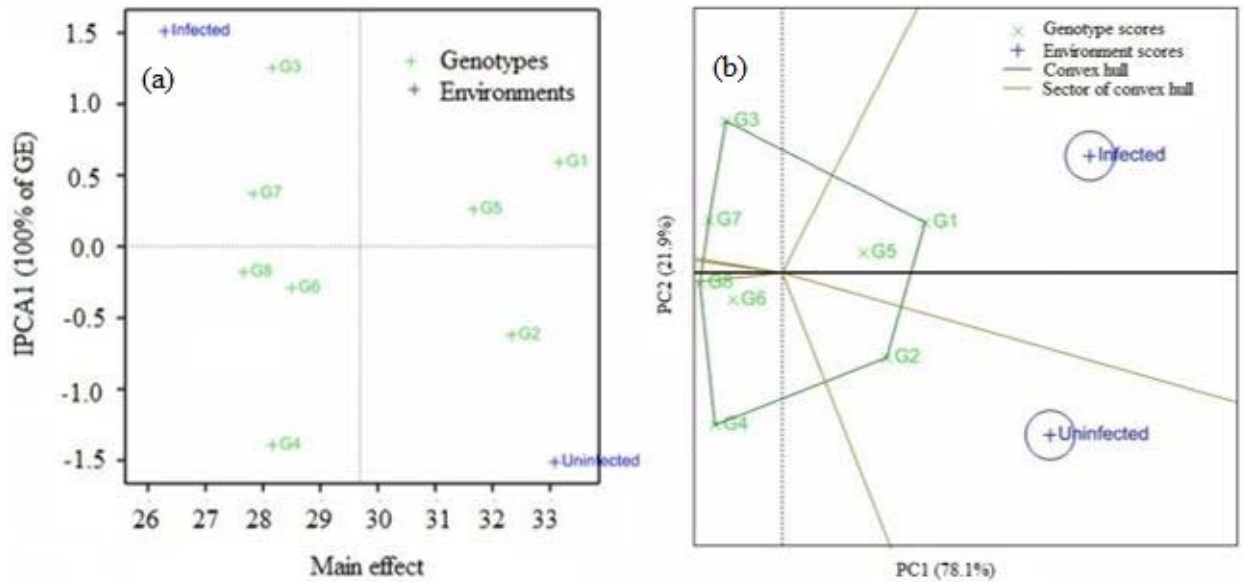 (a)
IPCA1 (100% of GE)
1.5
1.0
0.5
0.0
-0.5
-1.0
-1.5
Infected
G3
Genotypes
Environments
G1
G7
G5
G8
G6
G2
G4
Uninfected
26 27 28 29 30 31 32 33
Main effect
(b)
PC2 (21.9%)
Genotype scores
Environment scores
Convex hull
Sector of convex hull
G3
Infected
G7
G1
G5
G8
G6
G2
G4
Uninfected
PC1 (78.1%)